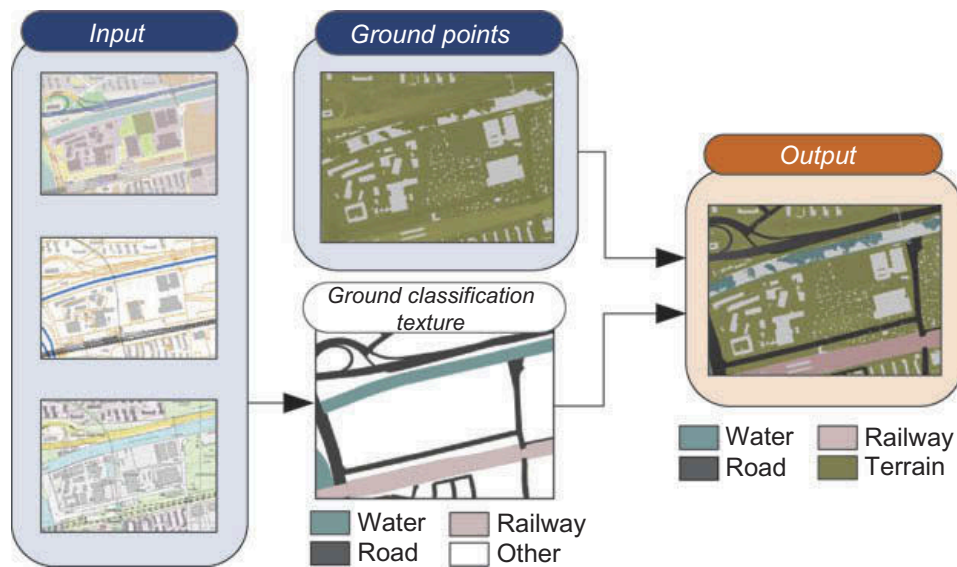 Input
Ground points
Output
Ground classification
texture
Water
Railway
Road
Other
Water
Railway
Road
Terrain